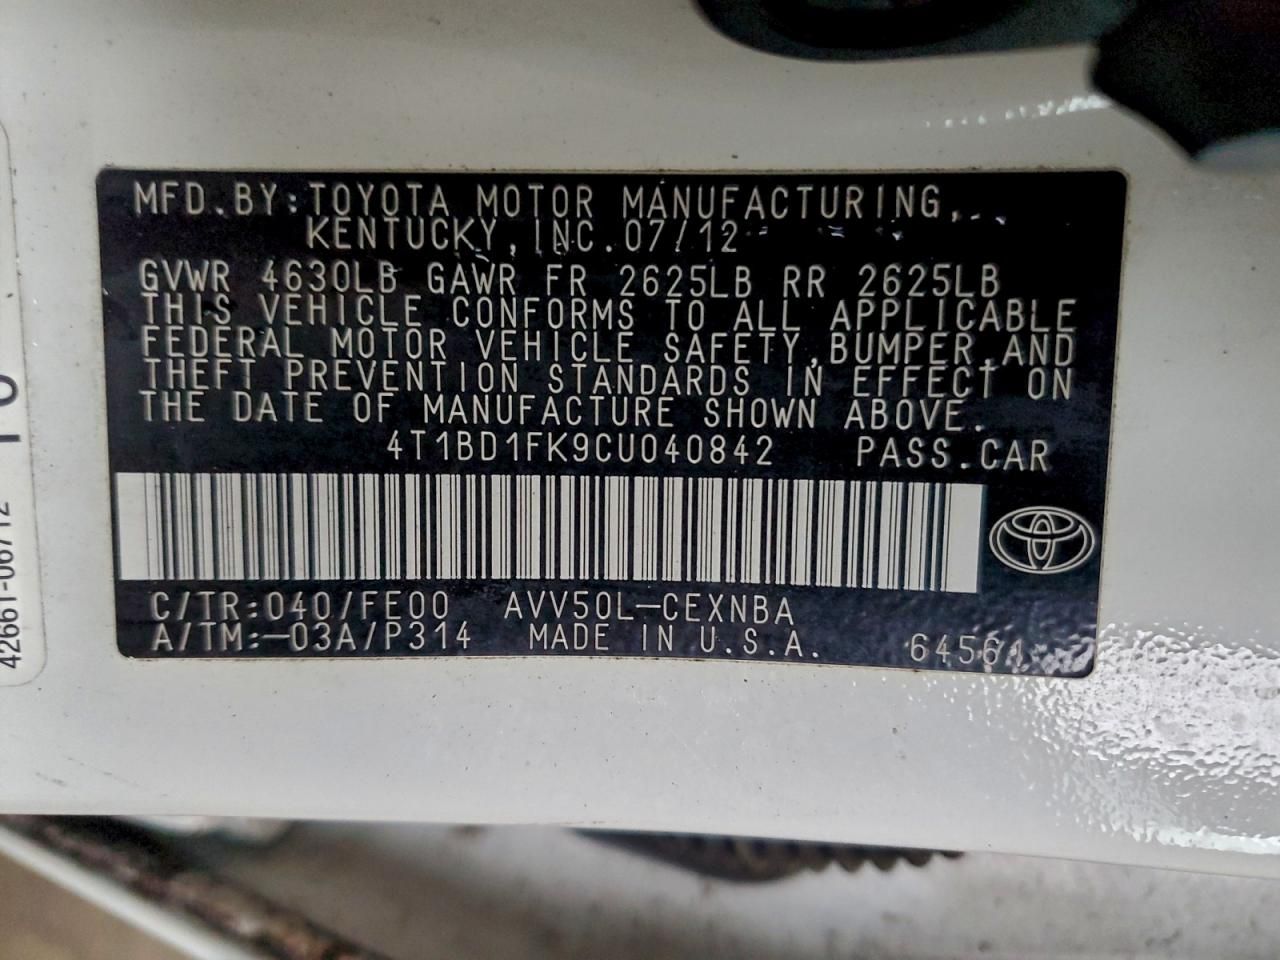 MFD.BY:TOYOTA MOTOR MANUFACTURING,
KENTUCKY, INC. 07/12
GVWR 4630LB GAWR FR 2625LB RR 2625LB
THIS VEHICLE CONFORMS TO ALL APPLICABLE
FEDERAL MOTOR VEHICLE SAFETY,BUMPER,AND
THEFT PREVENTION STANDARDS IN EFFECT ON
THE DATE OF MANUFACTURE SHOWN ABOVE.
4T1BD1FK9CU040842 PASS.CAR
C/TR:040/FE00 AVV50L-CEXNBA
A/TM:-03A/P314 MADE IN U.S.A.
42661-06712